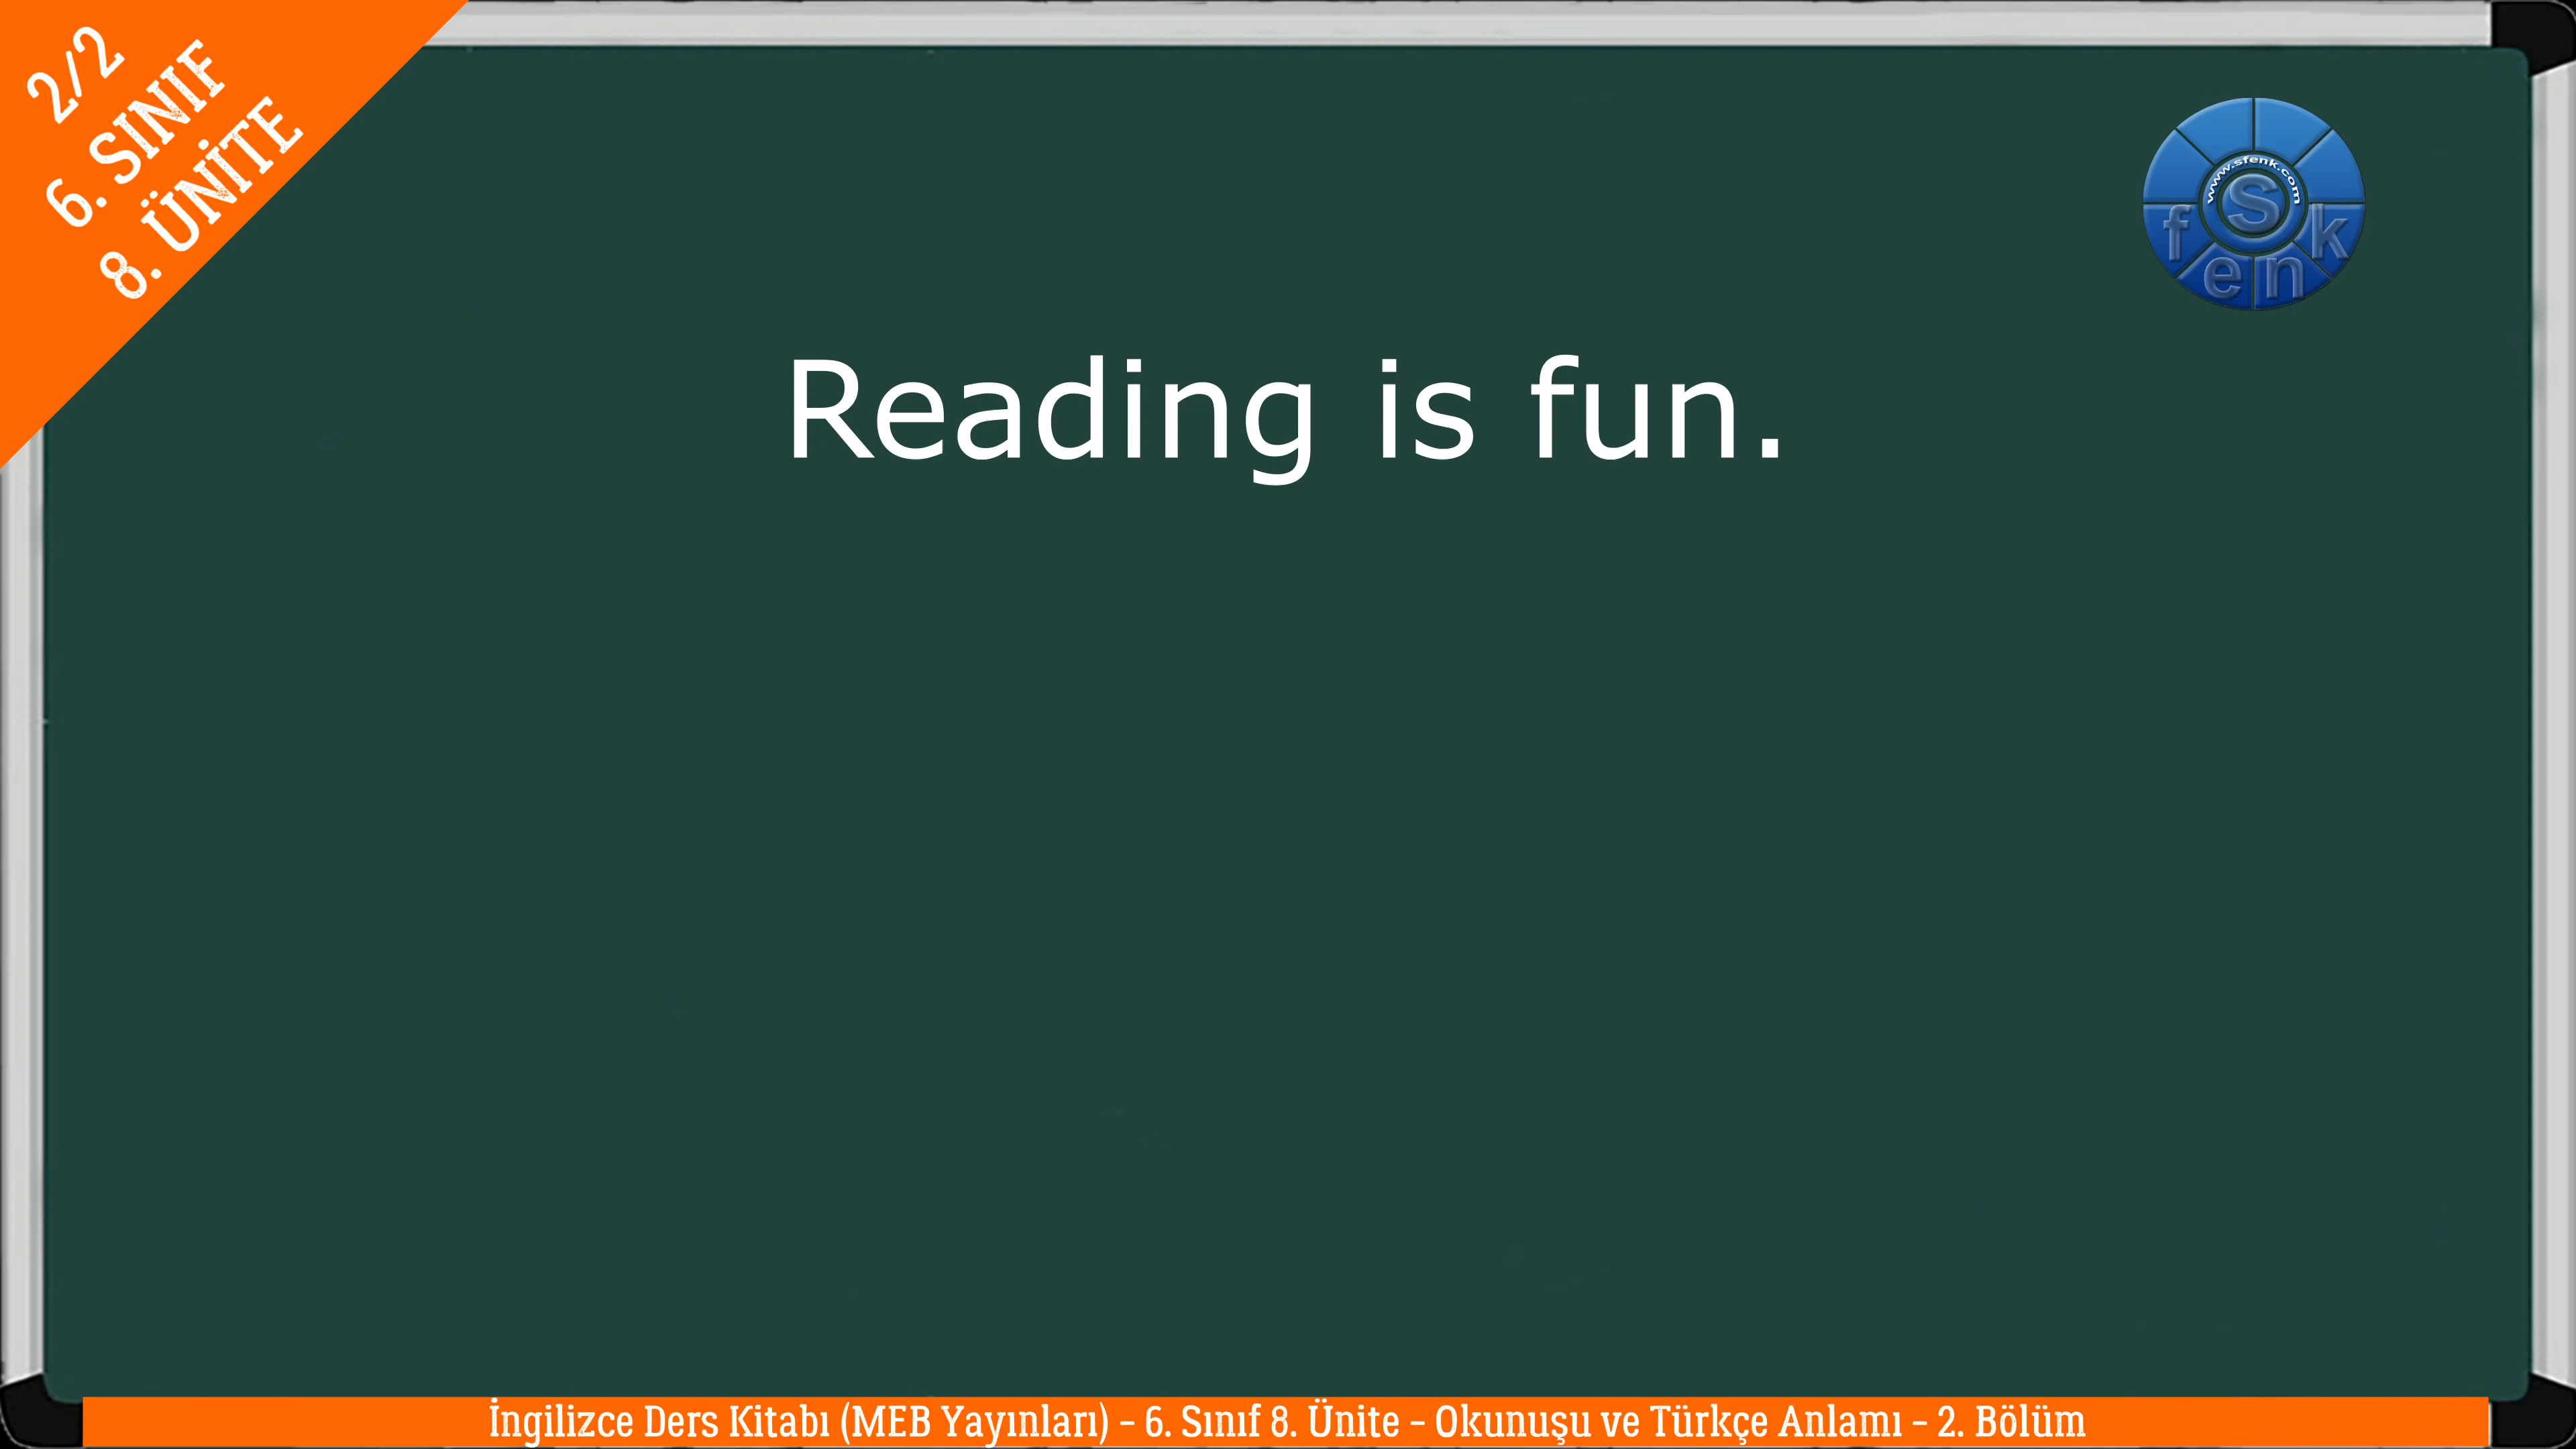 2/2
6. SINIF
8. ÜNİTE
www.sfenk.com
S
f e n k
Reading is fun.
İngilizce Ders Kitabı (MEB Yayınları) – 6. Sınıf 8. Ünite – Okunuşu ve Türkçe Anlamı – 2. Bölüm